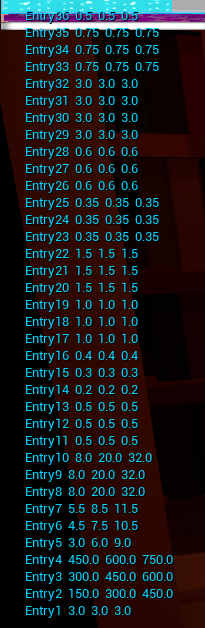 Entry36 0.5 0.5 0.5
Entry35 0.75 0.75 0.75
Entry34 0.75 0.75 0.75
Entry33 0.75 0.75 0.75
Entry32 3.0 3.0 3.0
Entry31 3.0 3.0 3.0
Entry30 3.0 3.0 3.0
Entry29 3.0 3.0 3.0
Entry28 0.6 0.6 0.6
Entry27 0.6 0.6 0.6
Entry26 0.6 0.6 0.6
Entry25 0.35 0.35 0.35
Entry24 0.35 0.35 0.35
Entry23 0.35 0.35 0.35
Entry22 1.5 1.5 1.5
Entry21 1.5 1.5 1.5
Entry20 1.5 1.5 1.5
Entry19 1.0 1.0 1.0
Entry18 1.0 1.0 1.0
Entry17 1.0 1.0 1.0
Entry16 0.4 0.4 0.4
Entry15 0.3 0.3 0.3
Entry14 0.2 0.2 0.2
Entry13 0.5 0.5 0.5
Entry12 0.5 0.5 0.5
Entry11 0.5 0.5 0.5
Entry10 8.0 20.0 32.0
Entry9 8.0 20.0 32.0
Entry8 8.0 20.0 32.0
Entry7 5.5 8.5 11.5
Entry6 4.5 7.5 10.5
Entry5 3.0 6.0 9.0
Entry4 450.0 600.0 750.0
Entry3 300.0 450.0 600.0
Entry2 150.0 300.0 450.0
Entry1 3.0 3.0 3.0